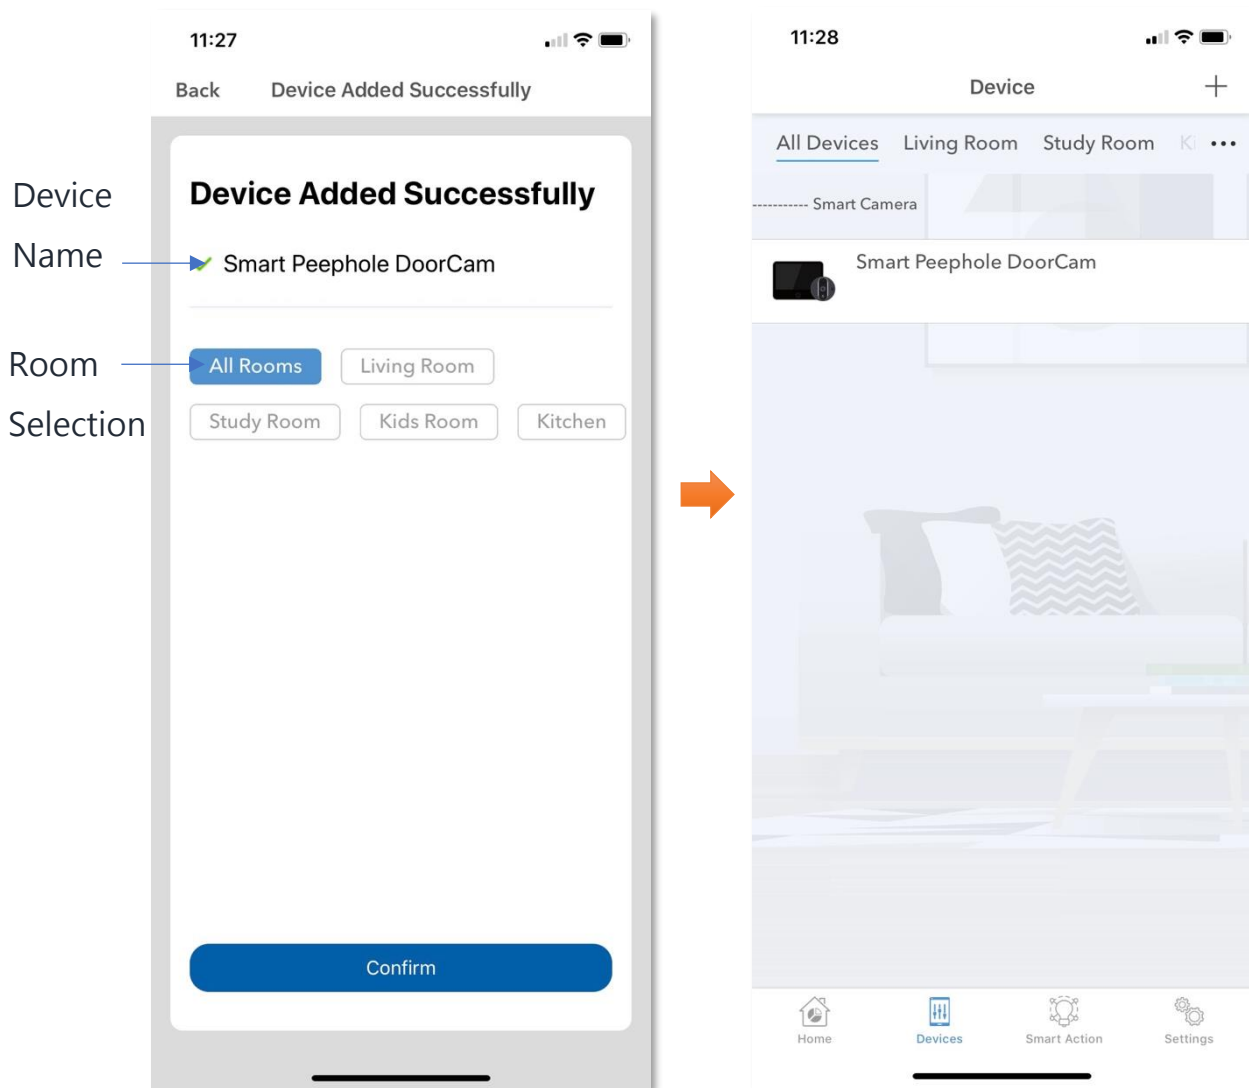 Device
Name
Room
Selection
11:27
Back
Device Added Successfully
Device Added Successfully
Smart Peephole DoorCam
All Rooms
Living Room
Study Room
Kids Room
Kitchen
Confirm
11:28
Device
All Devices
Living Room
Study Room
Ki
----------- Smart Camera
Smart Peephole DoorCam
Home
Devices
Smart Action
Settings